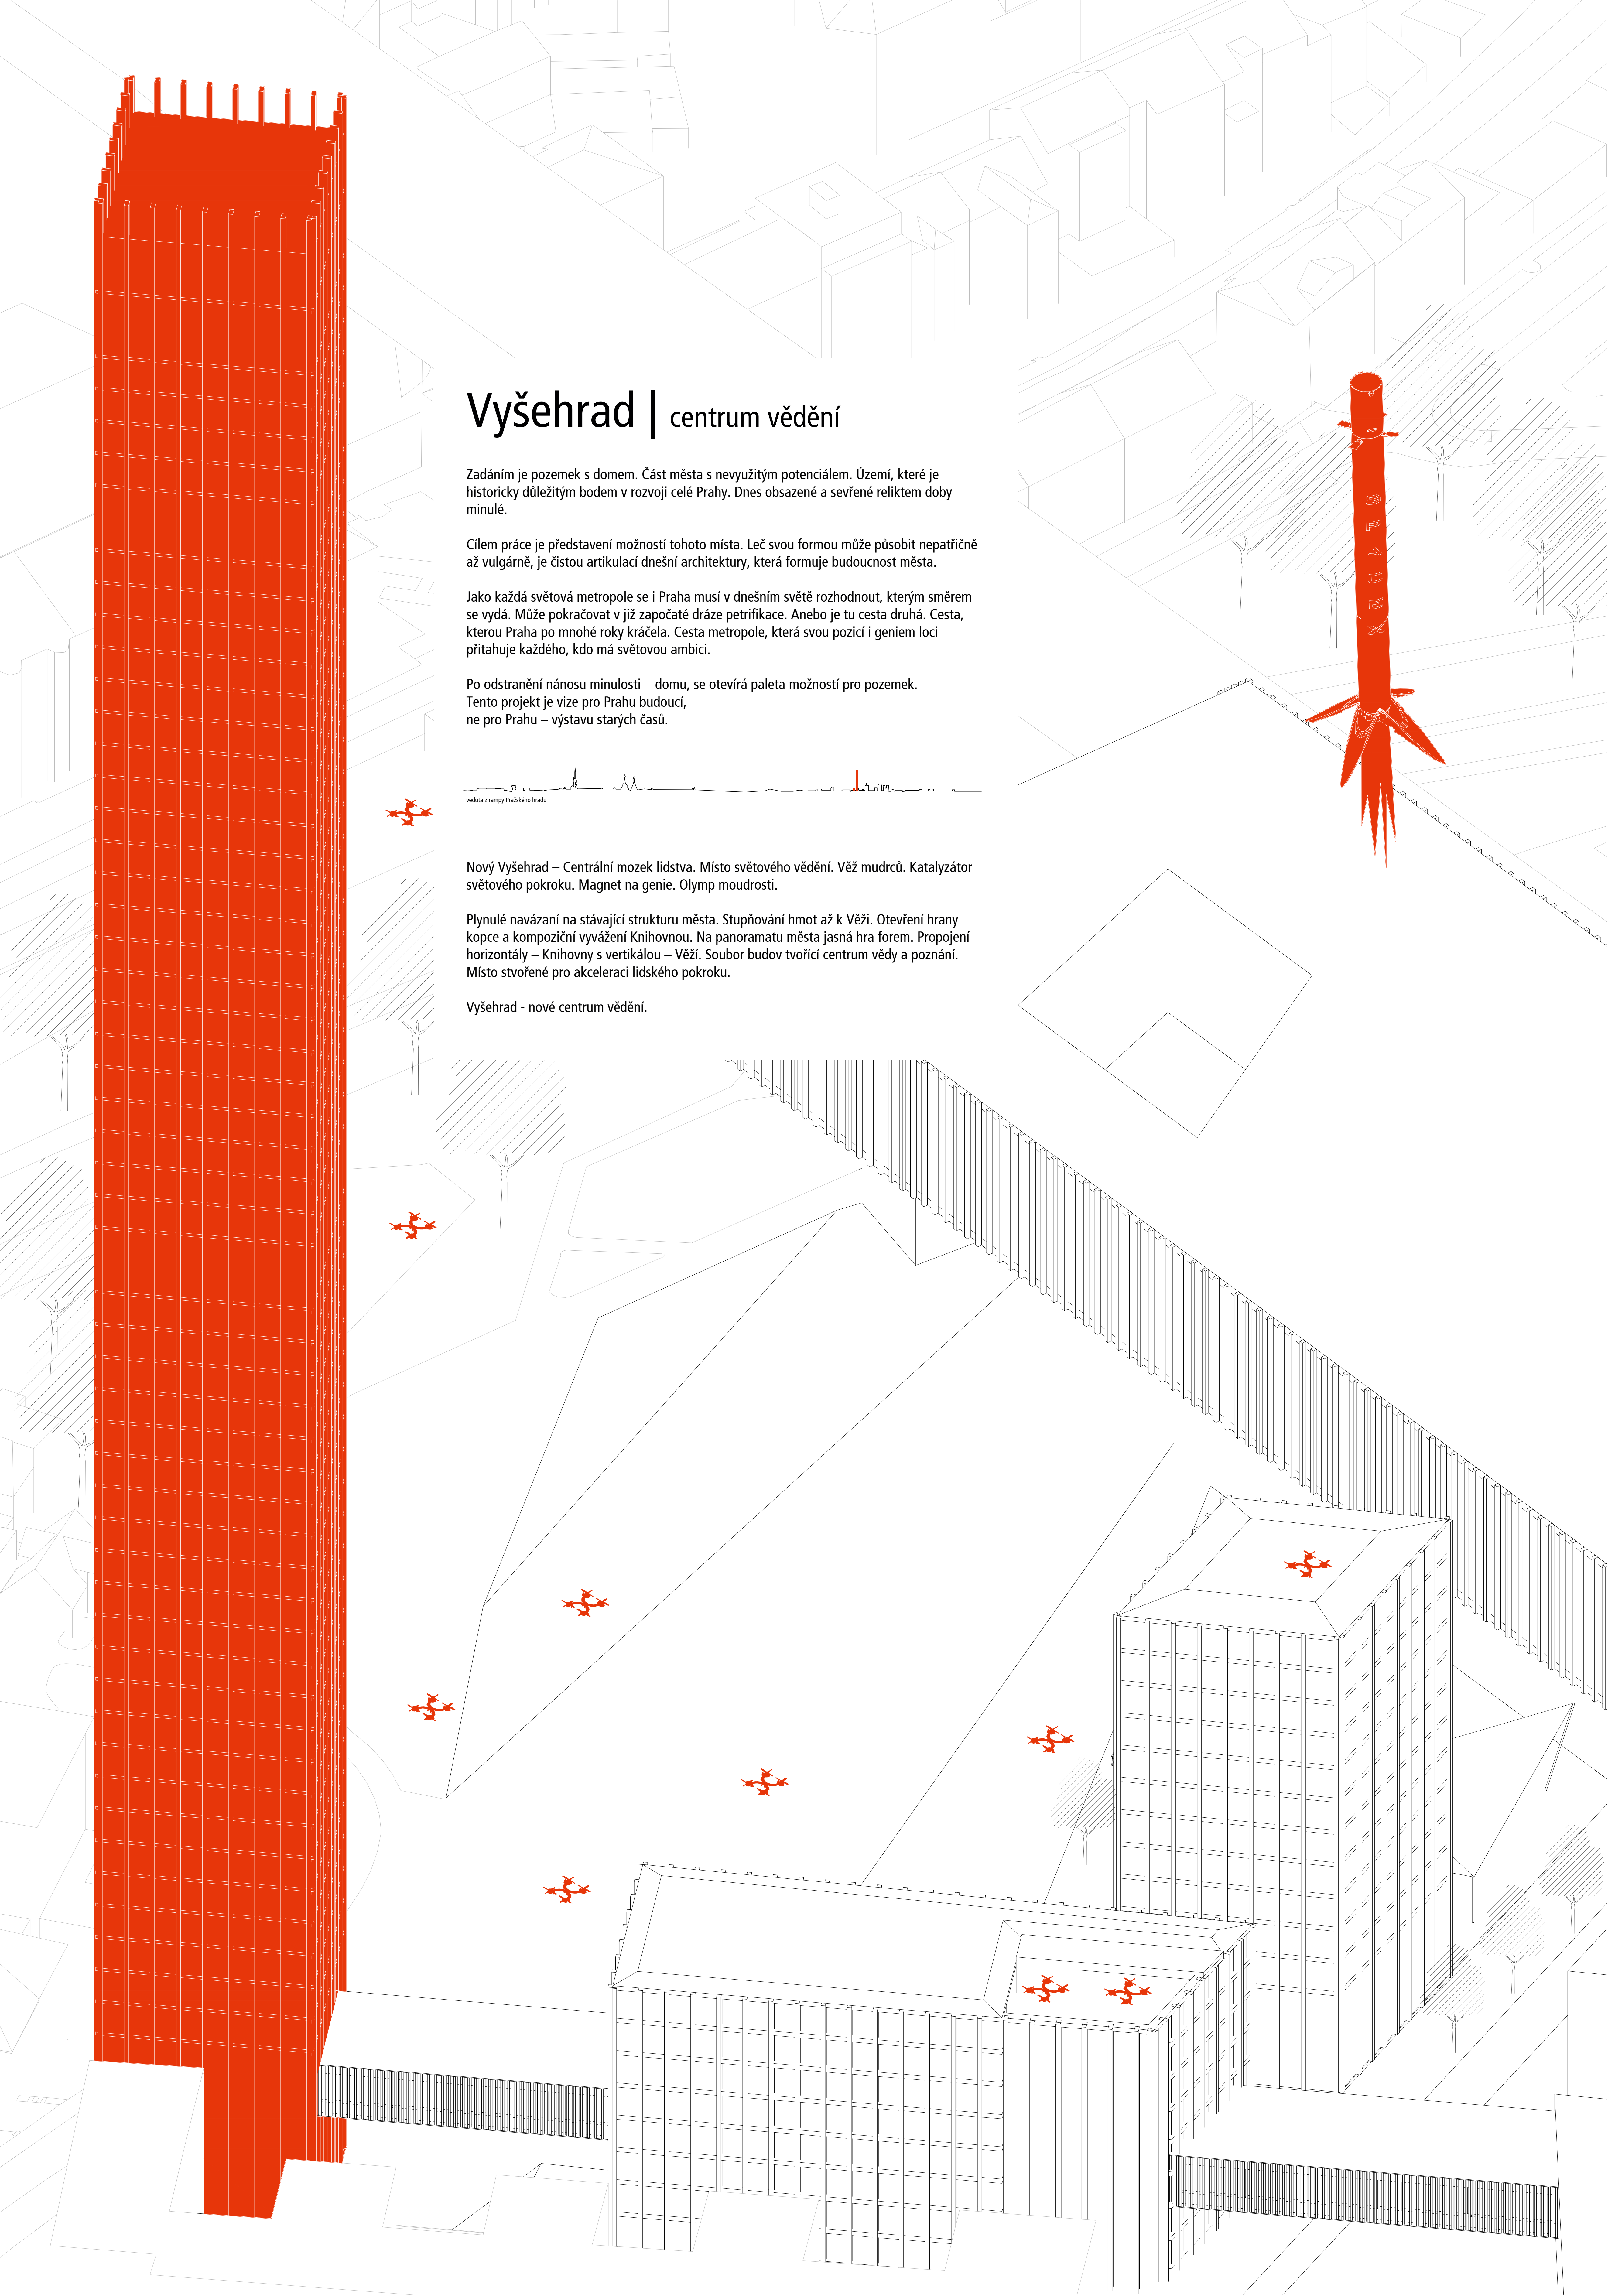 Vyšehrad | centrum vědění
Zadáním je pozemek s domem. Část města s nevyužitým potenciálem. Území, které je
historicky důležitým bodem v rozvoji celé Prahy. Dnes obsazené a sevřené reliktem doby
minulé.
Cílem práce je představení možností tohoto místa. Leč svou formou může působit nepatřičně
až vulgárně, je čistou artikulací dnešní architektury, která formuje budoucnost města.
Jako každá světová metropole se i Praha musí v dnešním světě rozhodnout, kterým směrem
se vydá. Může pokračovat v již započaté dráze petrifikace. Anebo je tu cesta druhá. Cesta,
kterou Praha po mnohé roky kráčela. Cesta metropole, která svou pozicí i geniem loci
přitahuje každého, kdo má světovou ambici.
Po odstranění nánosu minulosti – domu, se otevírá paleta možností pro pozemek.
Tento projekt je vize pro Prahu budoucí,
ne pro Prahu – výstavu starých časů.
veduta z rampy Pražského hradu
Nový Vyšehrad – Centrální mozek lidstva. Místo světového vědění. Věž mudrců. Katalyzátor
světového pokroku. Magnet na genie. Olymp moudrosti.
Plynulé navázaní na stávající strukturu města. Stupňování hmot až k Věži. Otevření hrany
kopce a kompoziční vyvážení Knihovnou. Na panoramatu města jasná hra forem. Propojení
horizontály – Knihovny s vertikálou – Věží. Soubor budov tvořící centrum vědy a poznání.
Místo stvořené pro akceleraci lidského pokroku.
Vyšehrad - nové centrum vědění.